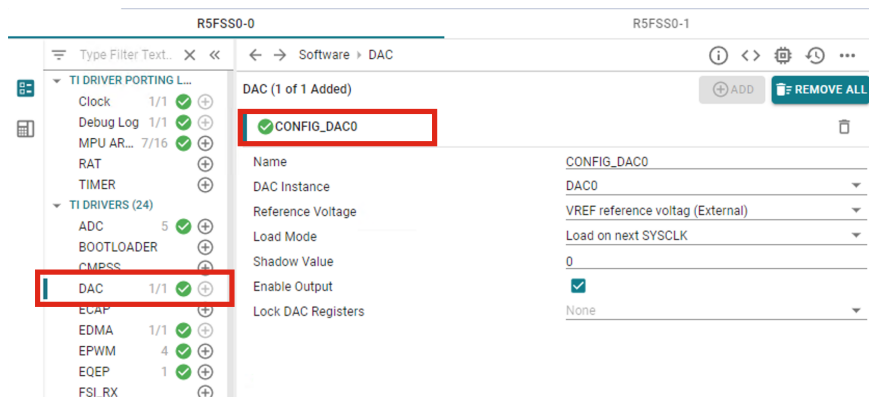 R5FSS0-0 R5FSS0-1
Type Filter Text.. Software DAC
TI DRIVER PORTING L...
Clock 1/1
Debug Log 1/1
MPU AR... 7/16
RAT
TIMER
TI DRIVERS (24)
ADC 5
BOOTLOADER
CMPSS
DAC 1/1
ECAP
EDMA 1/1
EPWM 4
EQEP 1
FSI_RX
DAC (1 of 1 Added) ADD REMOVE ALL
CONFIG_DAC0
Name CONFIG_DAC0
DAC Instance DAC0
Reference Voltage VREF reference voltag (External)
Load Mode Load on next SYSCLK
Shadow Value 0
Enable Output
Lock DAC Registers None